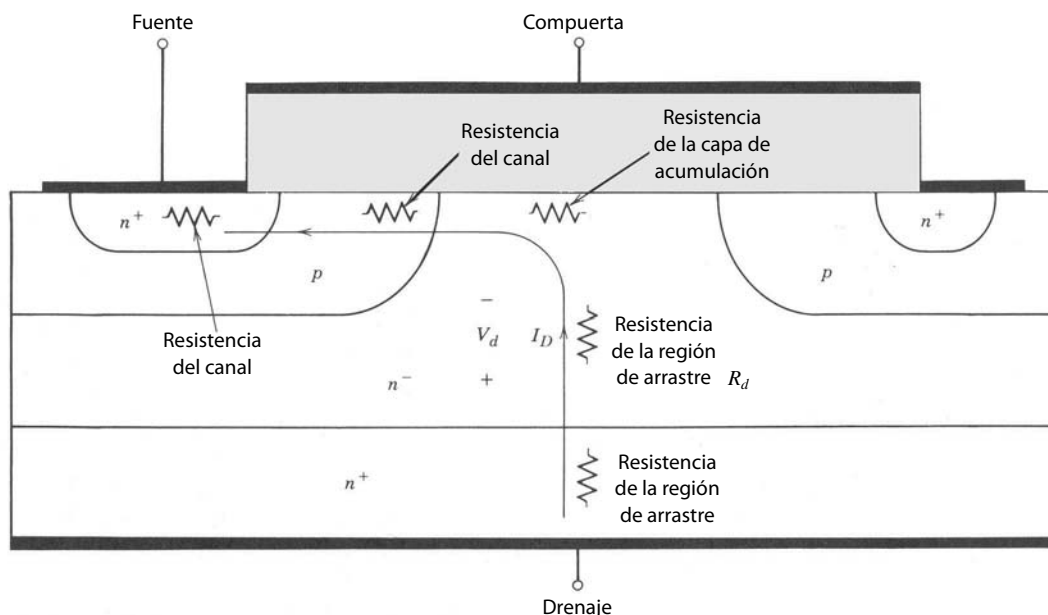 Fuente
Compuerta
Resistencia
del canal
Resistencia
de la capa de
acumulación
n+
n+
p
p
Resistencia
del canal
−
V_d
I_D
+
Resistencia
de la región
de arrastre R_d
n−
n+
Resistencia
de la región
de arrastre
Drenaje